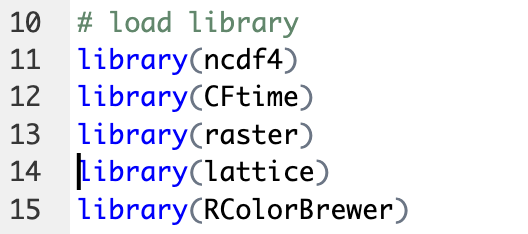 10 # load library
11 library(ncdf4)
12 library(CFtime)
13 library(raster)
14 library(lattice)
15 library(RColorBrewer)